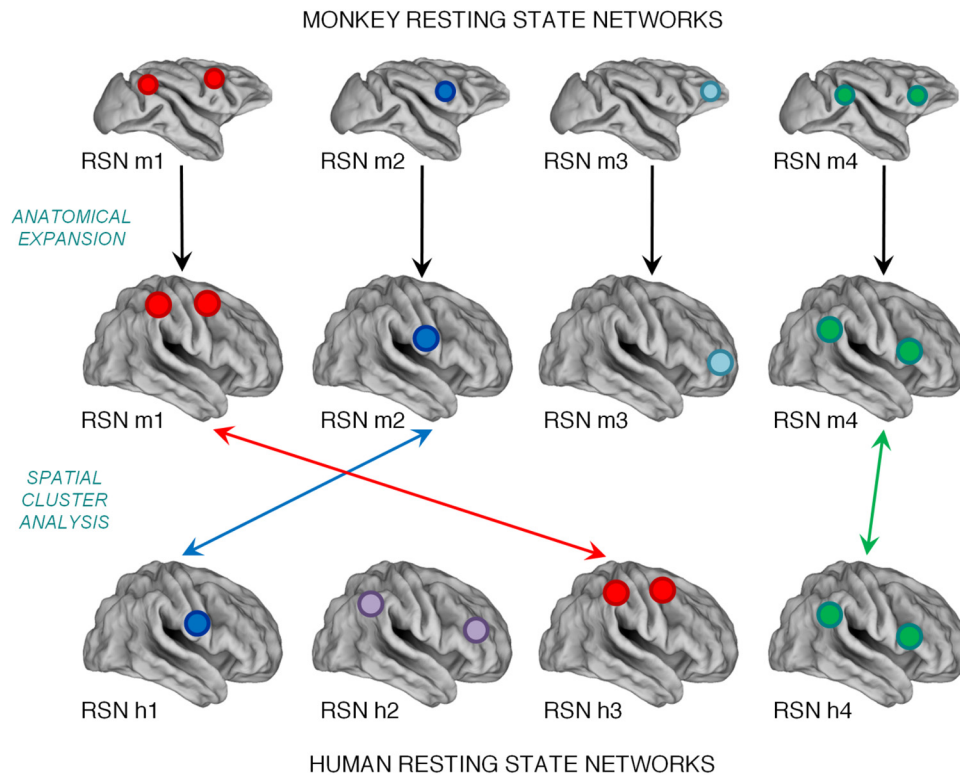 MONKEY RESTING STATE NETWORKS
RSN m1
RSN m2
RSN m3
RSN m4
ANATOMICAL
EXPANSION
RSN m1
RSN m2
RSN m3
RSN m4
SPATIAL
CLUSTER
ANALYSIS
RSN h1
RSN h2
RSN h3
RSN h4
HUMAN RESTING STATE NETWORKS